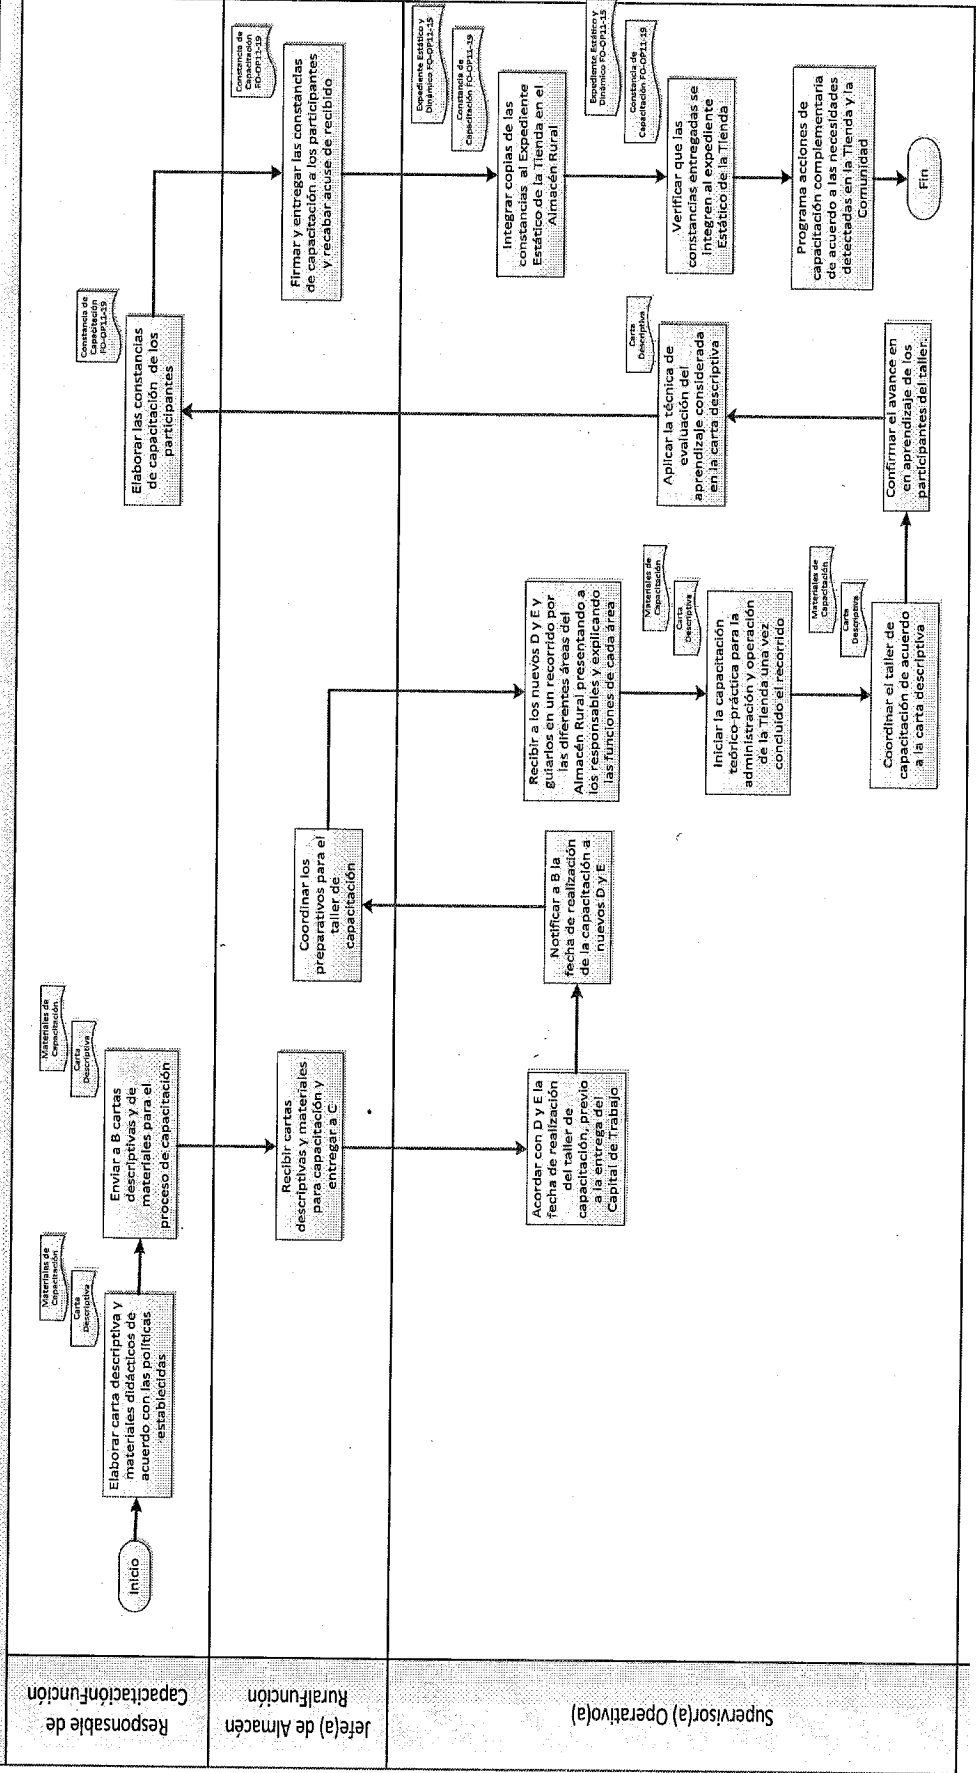 Responsable de
CapacitaciónFunción
Jefe(a) de Almacén
RuralFunción
Supervisor(a) Operativo(a)
Inicio
Elaborar carta descriptiva y
materiales didácticos de
acuerdo con las políticas
establecidas
Materiales de
Capacitación
Carta
Descriptiva
Enviar a B cartas
descriptivas y de
materiales para el
proceso de capacitación
Materiales de
Capacitación
Carta
Descriptiva
Recibir cartas
descriptivas y materiales
para capacitación y
entregar a C
Acordar con D y E la
fecha de realización
del taller de
capacitación, previo
a la entrega del
Capital de Trabajo
Notificar a B la
fecha de realización
de la capacitación a
nuevos D y E
Coordinar los
preparativos para el
taller de
capacitación
Recibir a los nuevos D y E y
guiarlos en un recorrido por
las diferentes áreas del
Almacén Rural presentando a
los responsables y explicando
las funciones de cada área
Materiales de
Capacitación
Carta
Descriptiva
Iniciar la capacitación
teórico-práctica para la
administración y operación
de la Tienda una vez
concluido el recorrido
Materiales de
Capacitación
Carta
Descriptiva
Coordinar el taller de
capacitación de acuerdo
a la carta descriptiva
Confirmar el avance en
en aprendizaje de los
participantes del taller.
Carta
Descriptiva
Aplicar la técnica de
evaluación del
aprendizaje considerada
en la carta descriptiva
Constancia de
Capacitación
FO-OP11-19
Elaborar las constancias
de capacitación de los
participantes
Constancia de
Capacitación
FO-OP11-19
Firmar y entregar las constancias
de capacitación a los participantes
y recabar acuse de recibido
Expediente Estático y
Dinámico FO-OP11-15
Constancia de
Capacitación FO-OP11-19
Integrar copias de las
constancias al Expediente
Estático de la Tienda en el
Almacén Rural
Expediente Estático y
Dinámico FO-OP11-15
Constancia de
Capacitación FO-OP11-19
Verificar que las
constancias entregadas se
integren al expediente
Estático de la Tienda
Programa acciones de
capacitación complementaria
de acuerdo a las necesidades
detectadas en la Tienda y la
Comunidad
Fin